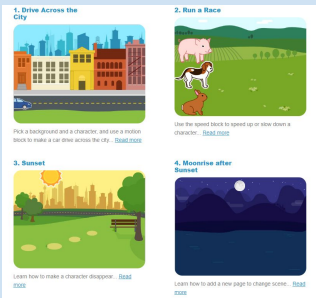 1. Drive Across the
City
Pick a background and a character, and use a motion
block to make a car drive across the city... Read more
2. Run a Race
Use the speed block to speed up or slow down a
character... Read more
3. Sunset
Learn how to make a character disappear... Read
more
4. Moonrise after
Sunset
Learn how to add a new page to change scene... Read
more